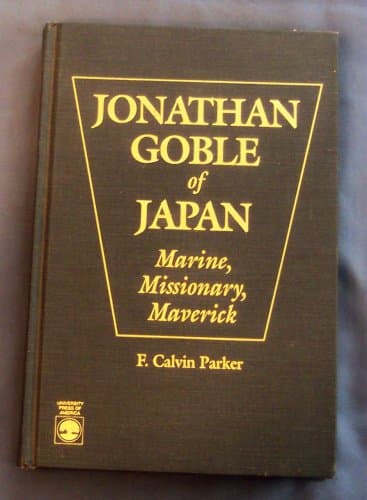 JONATHAN
GOBLE
of
JAPAN
Marine,
Missionary,
Maverick
F. Calvin Parker
UNIVERSITY
PRESS OF
AMERICA